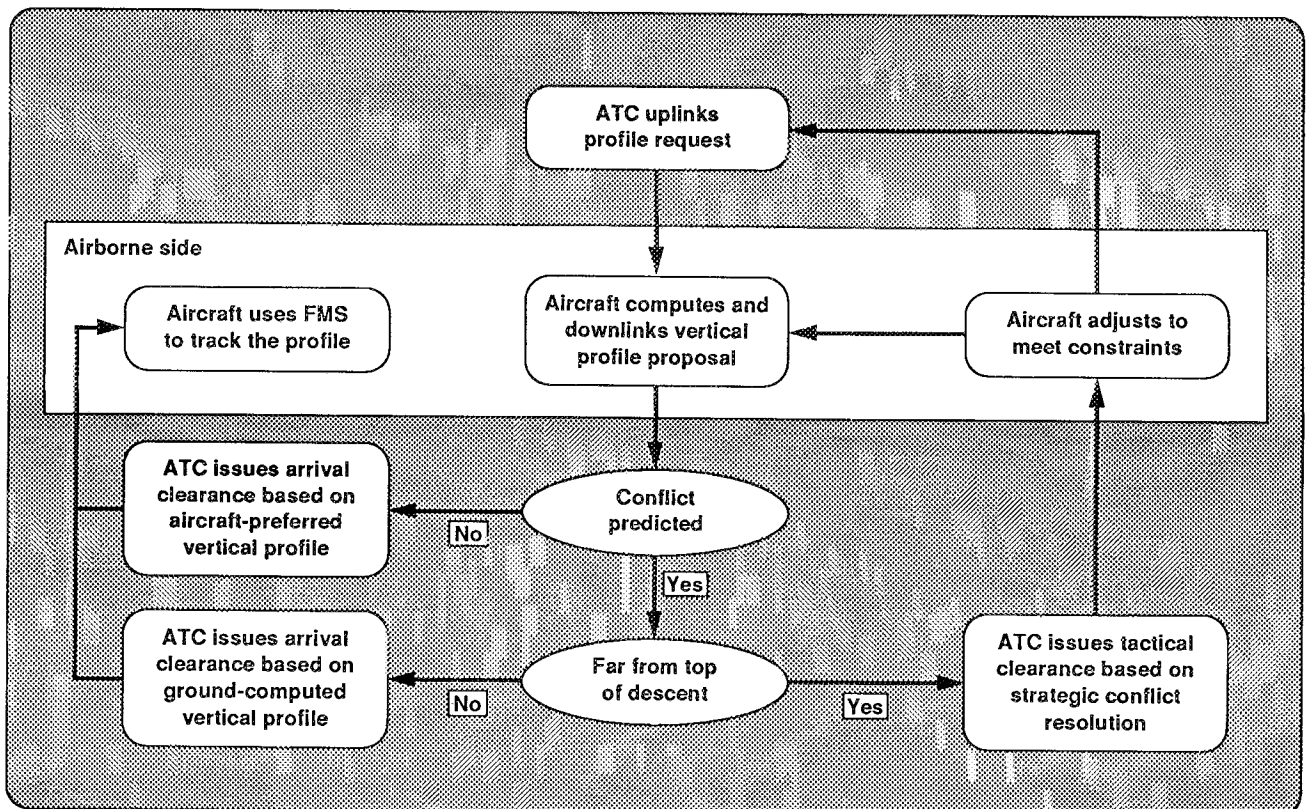 ATC uplinks
profile request
Airborne side
Aircraft uses FMS
to track the profile
Aircraft computes and
downlinks vertical
profile proposal
Aircraft adjusts to
meet constraints
ATC issues arrival
clearance based on
aircraft-preferred
vertical profile
No
Conflict
predicted
Yes
ATC issues arrival
clearance based on
ground-computed
vertical profile
No
Far from top
of descent
Yes
ATC issues tactical
clearance based on
strategic conflict
resolution